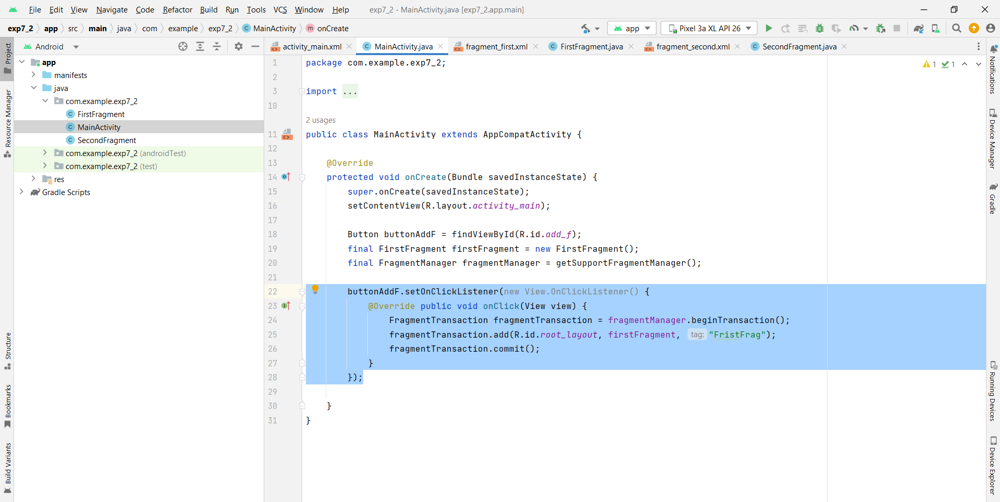 File Edit View Navigate Code Refactor Build Run Tools VCS Window Help exp7_2 - MainActivity.java [exp7_2.app.main]
exp7_2 app src main java com example exp7_2 MainActivity onCreate app Pixel 3a XL API 26
Project
Resource Manager
Structure
Bookmarks
Build Variants
Android
app
manifests
java
com.example.exp7_2
FirstFragment
MainActivity
SecondFragment
com.example.exp7_2 (androidTest)
com.example.exp7_2 (test)
res
Gradle Scripts
activity_main.xml MainActivity.java fragment_first.xml FirstFragment.java fragment_second.xml SecondFragment.java
1 package com.example.exp7_2; 1 1
2
3 import ...
10
2 usages
11 public class MainActivity extends AppCompatActivity {
12
13 @Override
14 protected void onCreate(Bundle savedInstanceState) {
15 super.onCreate(savedInstanceState);
16 setContentView(R.layout.activity_main);
17
18 Button buttonAddF = findViewById(R.id.add_f);
19 final FirstFragment firstFragment = new FirstFragment();
20 final FragmentManager fragmentManager = getSupportFragmentManager();
21
22 buttonAddF.setOnClickListener(new View.OnClickListener() {
23 @Override public void onClick(View view) {
24 FragmentTransaction fragmentTransaction = fragmentManager.beginTransaction();
25 fragmentTransaction.add(R.id.root_layout, firstFragment, tag: "FristFrag");
26 fragmentTransaction.commit();
27 }
28 });
29
30 }
31 }
Notifications
Device Manager
Gradle
Running Devices
Device Explorer